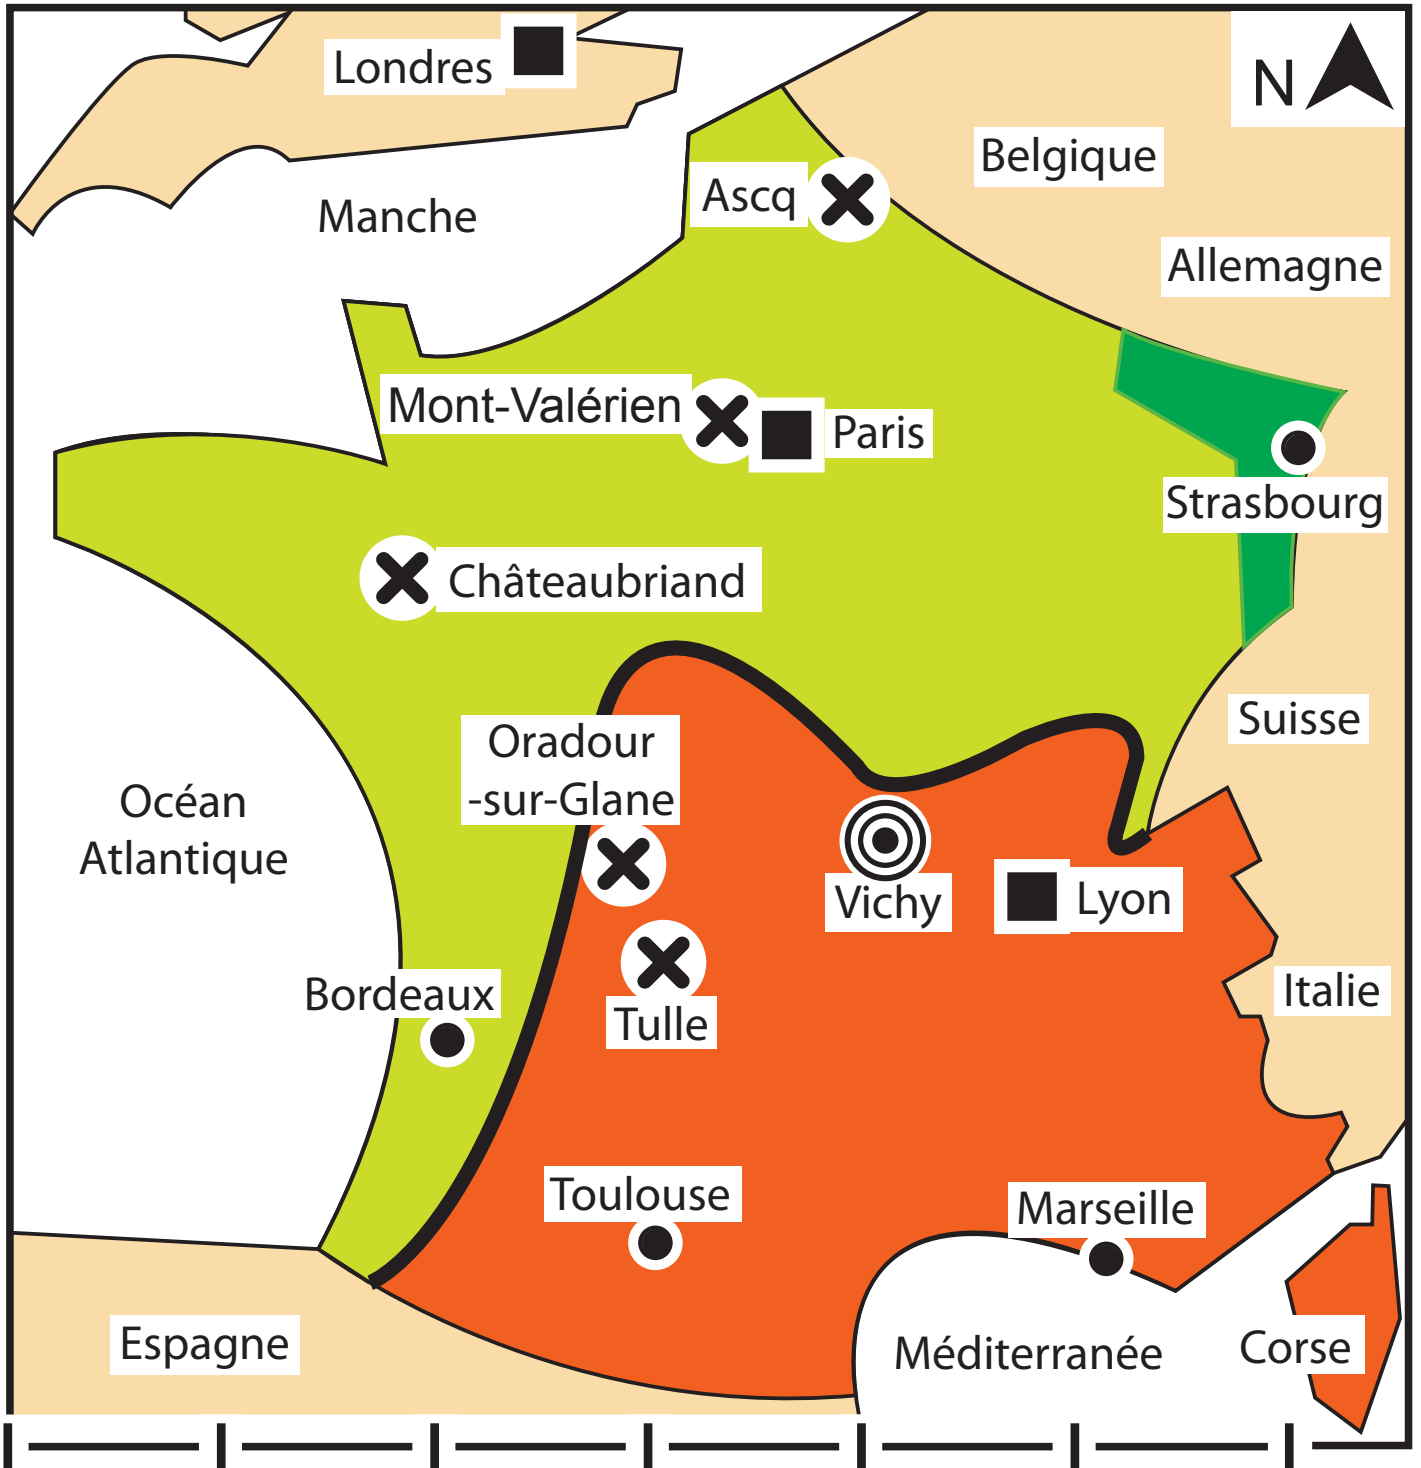 Londres
N
Belgique
Ascq
Manche
Allemagne
Mont-Valérien
Paris
Strasbourg
Châteaubriand
Suisse
Oradour
-sur-Glane
Océan
Atlantique
Vichy
Lyon
Bordeaux
Italie
Tulle
Toulouse
Marseille
Espagne
Méditerranée
Corse